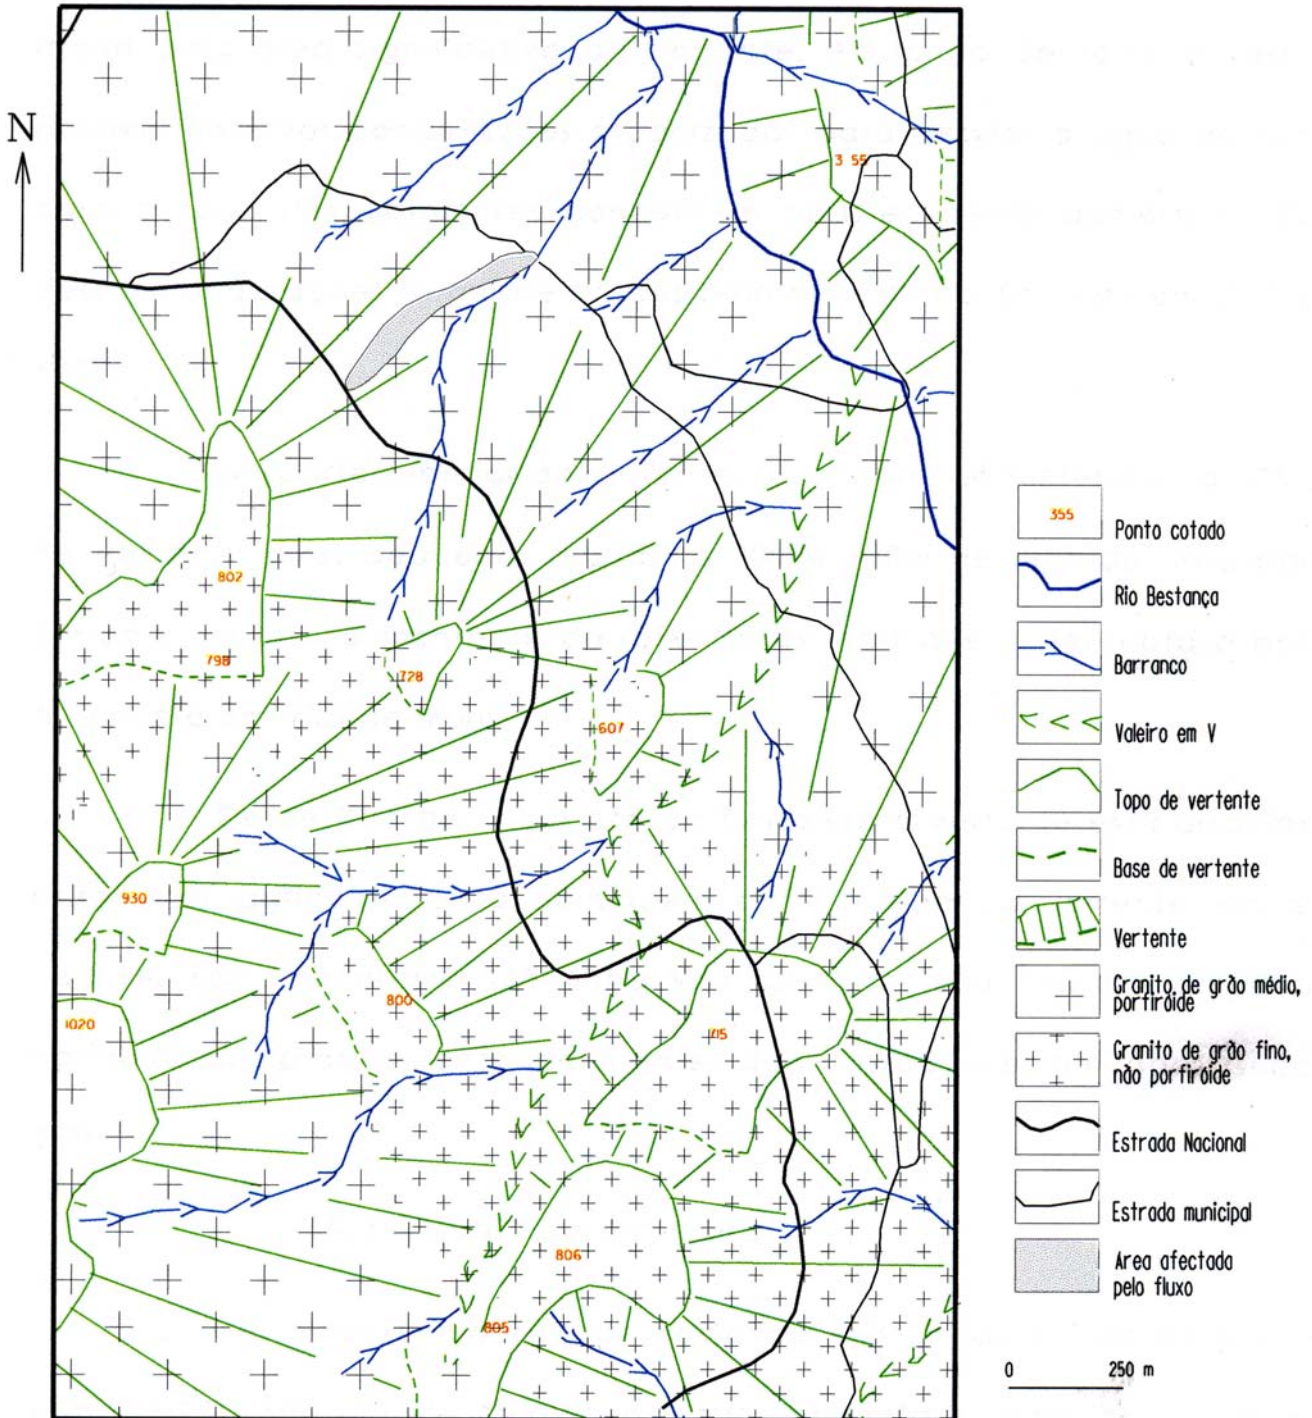 N
3 55
802
798
728
607
930
800
1020
715
806
805
355
Ponto cotado
Rio Bestança
Barranco
Valeiro em V
Topo de vertente
Base de vertente
Vertente
Granito de grão médio,
porfiróide
Granito de grão fino,
não porfiróide
Estrada Nacional
Estrada municipal
Area afectada
pelo fluxo
0 250 m